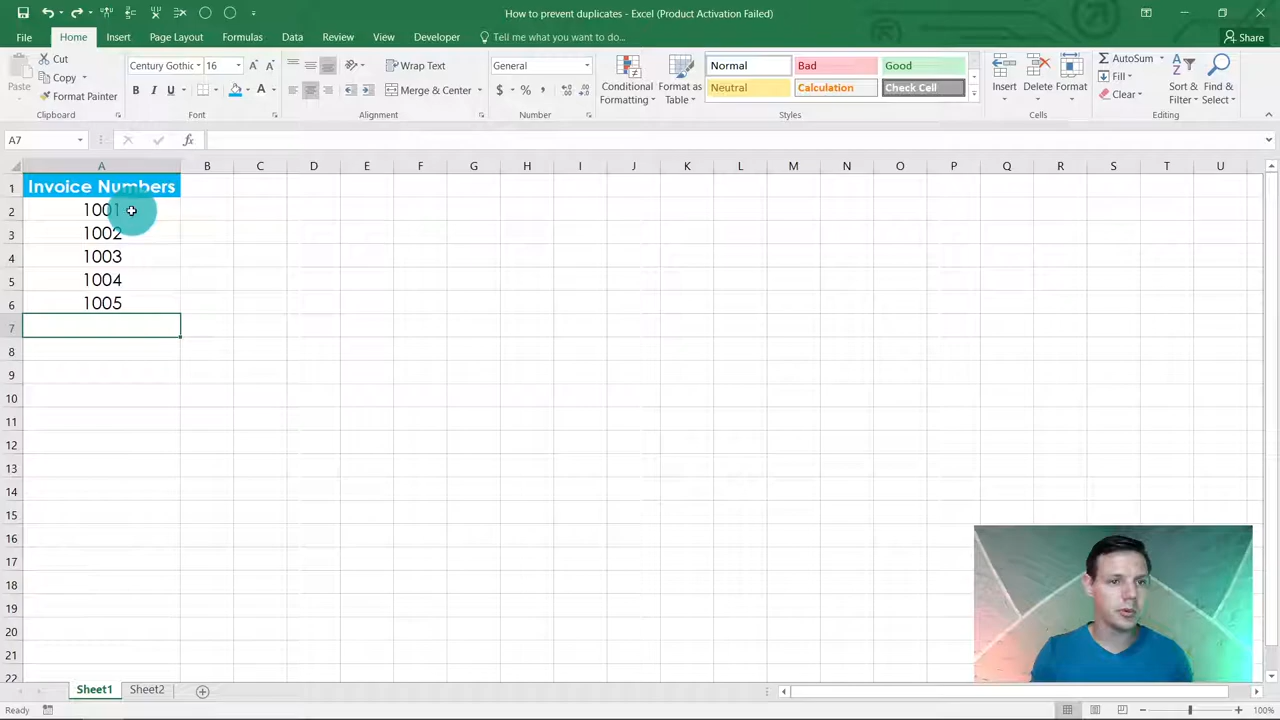 How to prevent duplicates - Excel (Product Activation Failed)
File Home Insert Page Layout Formulas Data Review View Developer Tell me what you want to do... Share
Paste Cut Copy Format Painter Clipboard
Century Gothic 16 B I U A Font
Wrap Text Merge & Center Alignment
General $ % , Number
Conditional Formatting Format as Table
Normal Bad Good
Neutral Calculation Check Cell
Styles
Insert Delete Format Cells
AutoSum Fill Clear Sort & Filter Find & Select Editing
A7 fx
A B C D E F G H I J K L M N O P Q R S T U
1 Invoice Numbers
2 1001
3 1002
4 1003
5 1004
6 1005
7
8
9
10
11
12
13
14
15
16
17
18
19
20
21
22
Sheet1 Sheet2
Ready 100%